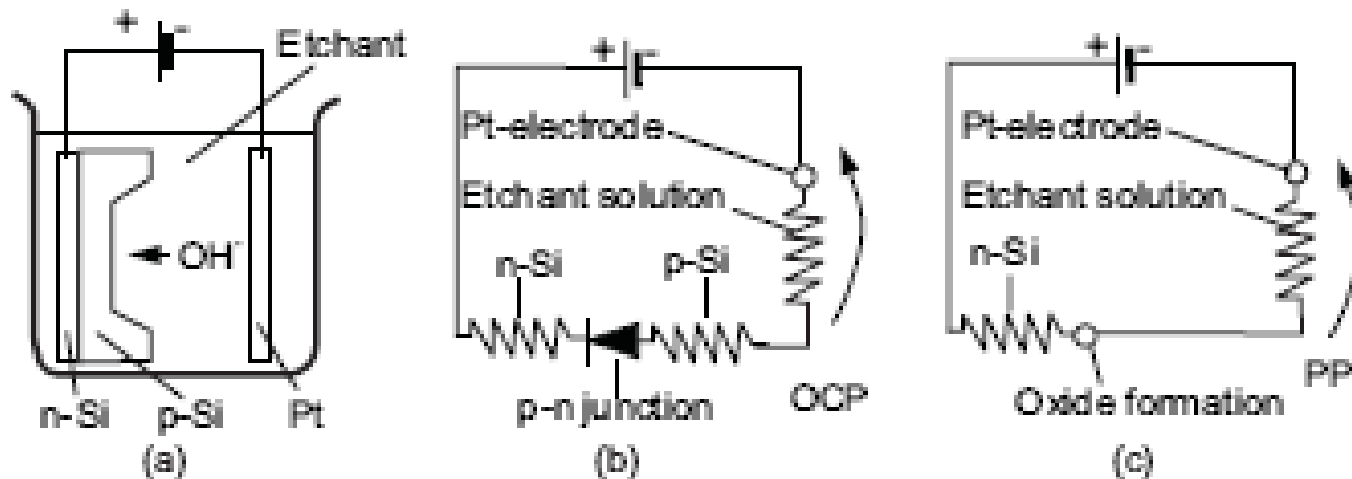 + -
Etchant
OH⁻
n-Si p-Si Pt
(a)
+ -
Pt-electrode
Etchant solution
n-Si p-Si
p-n junction
OCP
(b)
+ -
Pt-electrode
Etchant solution
n-Si
Oxide formation
PP
(c)